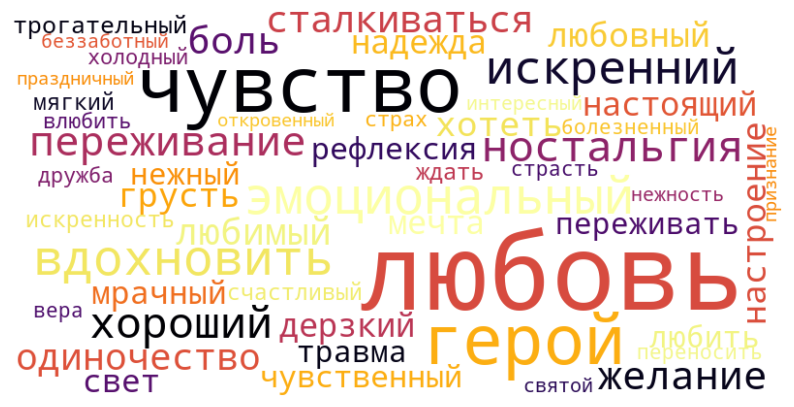 трогательный
сталкиваться
беззаботный
боль
надежда
любовный
холодный
праздничный
чувство
искренний
мягкий
интересный
настоящий
влюбить
откровенный
страх
хотеть
болезненный
переживание
рефлексия
ностальгия
дружба
нежный
ждать
страсть
настроение
признание
грусть
эмоциональный
нежность
искренность
любимый
мечта
переживать
вдохновить
любовь
мрачный
счастливый
вера
хороший
дерзкий
герой
любить
одиночество
травма
переносить
свет
чувственный
святой
желание